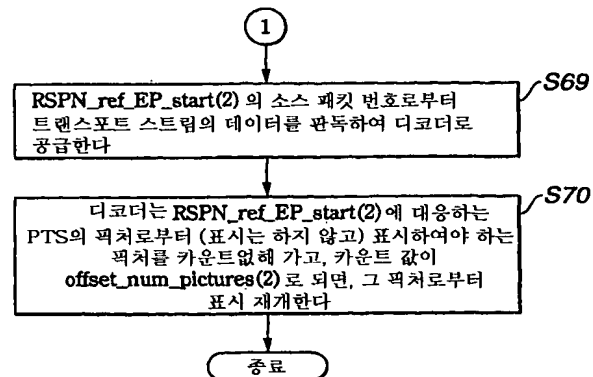 1
RSPN_ref_EP_start(2) 의 소스 패킷 번호로부터
트랜스포트 스트림의 데이터를 판독하여 디코더로
공급한다
S69
디코더는 RSPN_ref_EP_start(2) 에 대응하는
PTS의 픽처로부터 (표시는 하지 않고) 표시하여야 하는
픽처를 카운트없해 가고, 카운트 값이
offset_num_pictures(2) 로 되면, 그 픽처로부터
표시 재개한다
S70
종료